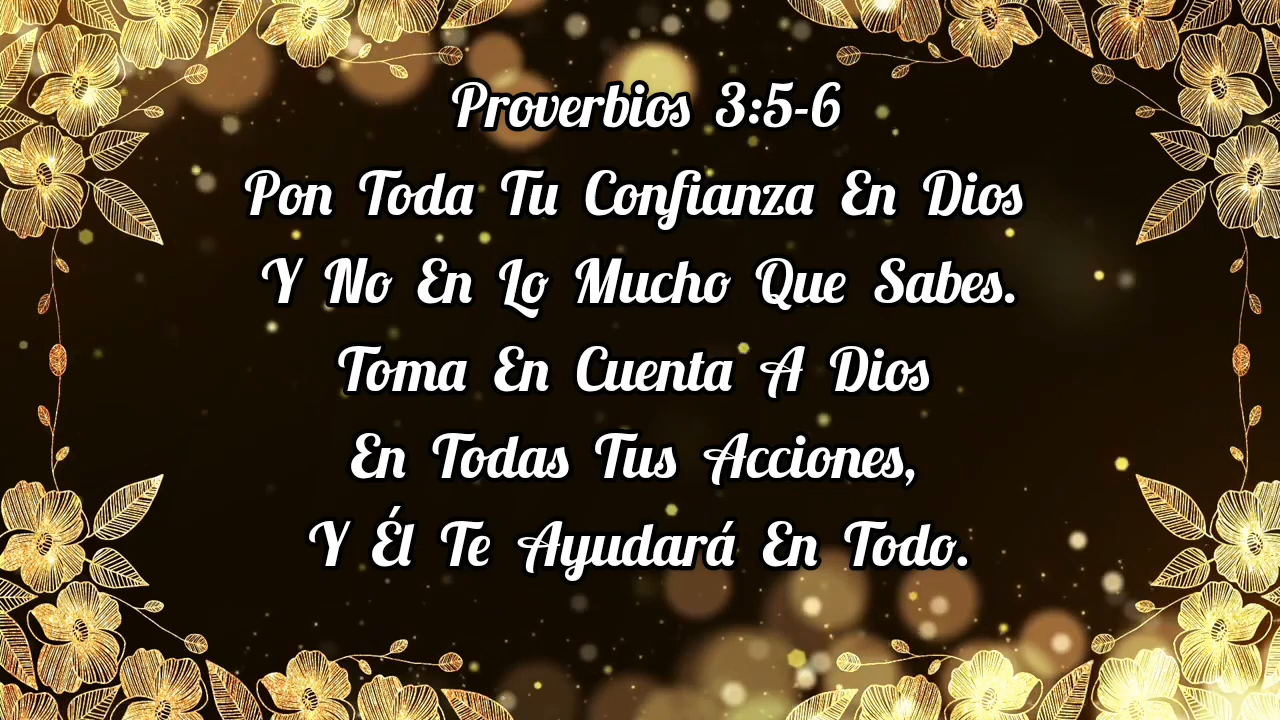 Proverbios 3:5-6
Pon Toda Tu Confianza En Dios
Y No En Lo Mucho Que Sabes.
Toma En Cuenta A Dios
En Todas Tus Acciones,
Y Él Te Ayudará En Todo.